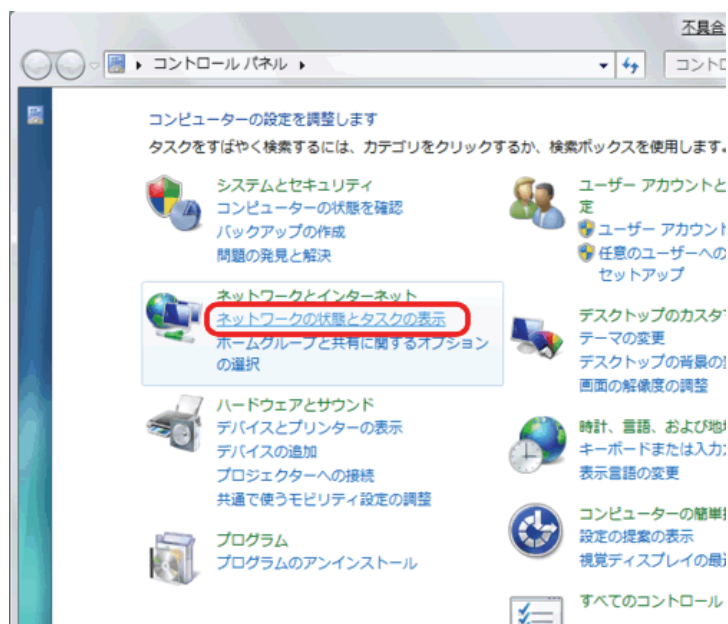 不具合
コントロール パネル
コントロ
コンピューターの設定を調整します
タスクをすばやく検索するには、カテゴリをクリックするか、検索ボックスを使用します。
システムとセキュリティ
コンピューターの状態を確認
バックアップの作成
問題の発見と解決
ネットワークとインターネット
ネットワークの状態とタスクの表示
ホームグループと共有に関するオプション
の選択
ハードウェアとサウンド
デバイスとプリンターの表示
デバイスの追加
プロジェクターへの接続
共通で使うモビリティ設定の調整
プログラム
プログラムのアンインストール
ユーザー アカウントと
定
ユーザー アカウント
任意のユーザーへの
セットアップ
デスクトップのカスタ
テーマの変更
デスクトップの背景の
画面の解像度の調整
時計、言語、および地
キーボードまたは入力
表示言語の変更
コンピューターの簡単
設定の提案の表示
視覚ディスプレイの最
すべてのコントロール